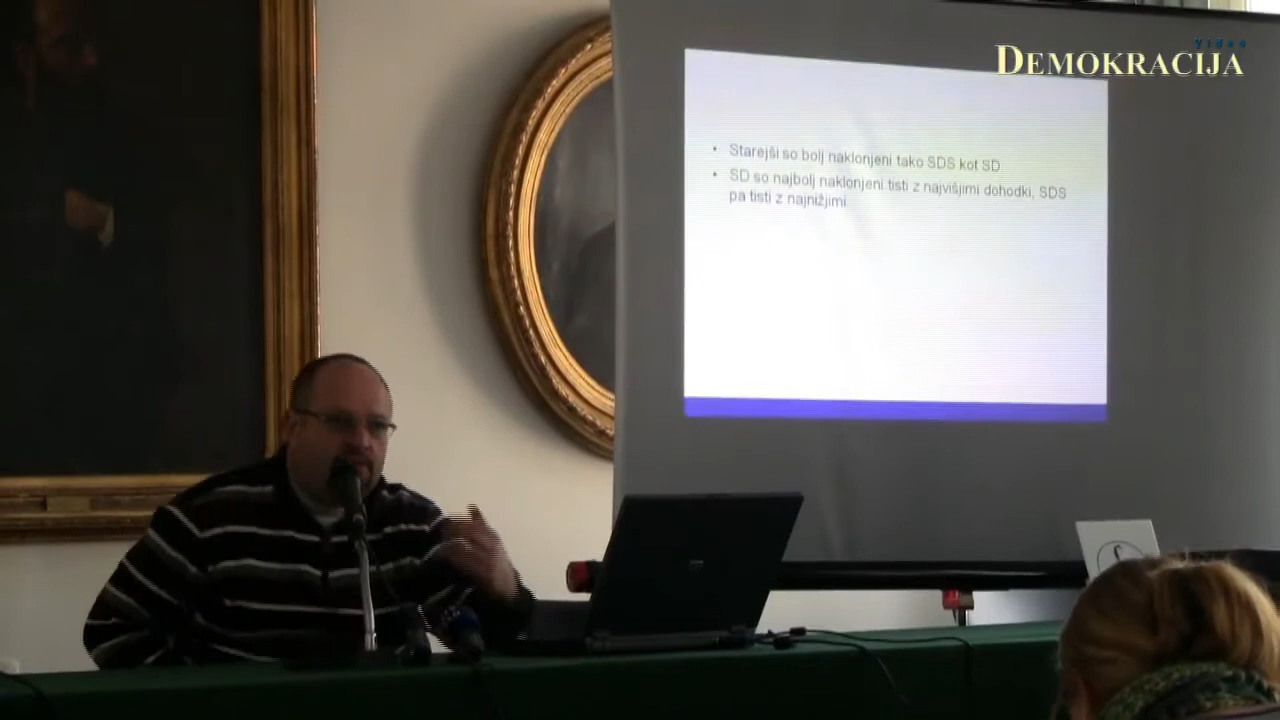 Video
DEMOKRACIJA
• Starejši so bolj naklonjeni tako SDS kot SD
• SD so najbolj naklonjeni tisti z najvišjimi dohodki, SDS
pa tisti z najnižjimi